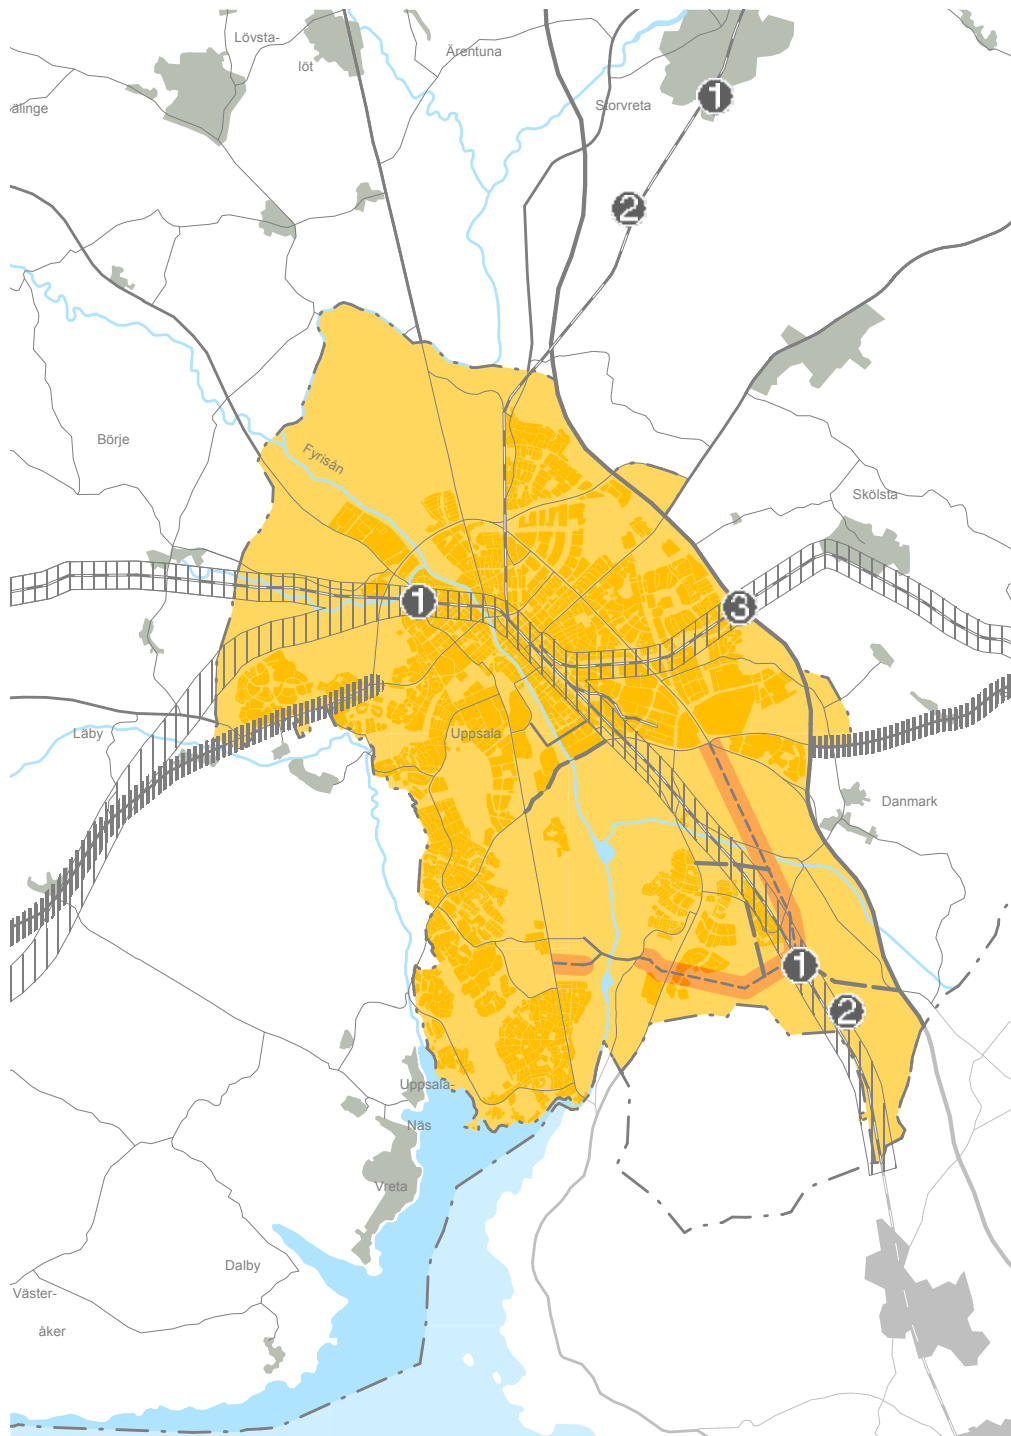 Lövsta-
löt
Ärentuna
Storvreta
1
älinge
2
Börje
Fyrisån
Skölsta
1
3
Läby
Uppsala
Danmark
1
2
Uppsala-
Näs
Vreta
Dalby
Väster-
åker